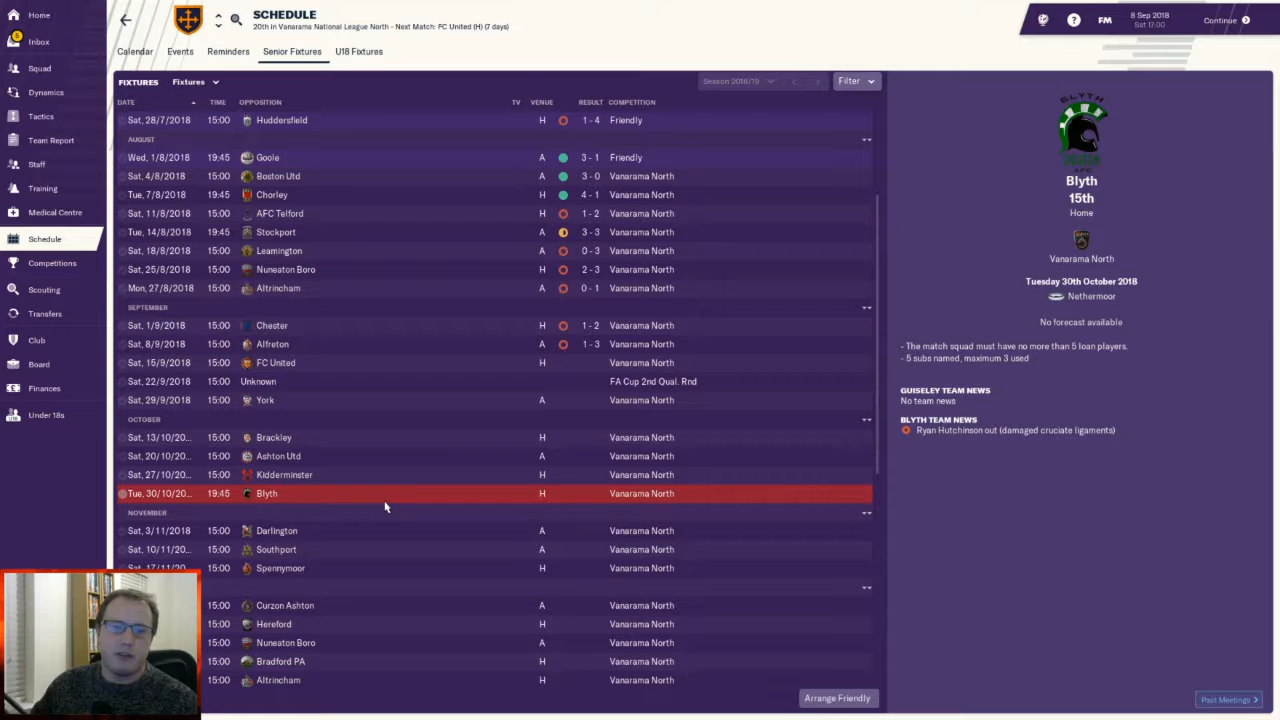 SCHEDULE
20th in Vanarama National League North - Next Match: FC United (H) (7 days)
FM
8 Sep 2018
Sat 17:00
Continue
Home
5
Inbox
Squad
Dynamics
Tactics
Team Report
Staff
Training
Medical Centre
Schedule
Competitions
Scouting
Transfers
Club
Board
Finances
Under 18s
Calendar
Events
Reminders
Senior Fixtures
U18 Fixtures
FIXTURES
Fixtures
Season 2018/19
Filter
DATE TIME OPPOSITION TV VENUE RESULT COMPETITION
Sat, 28/7/2018 15:00 Huddersfield H 1 - 4 Friendly
AUGUST
Wed, 1/8/2018 19:45 Goole A 3 - 1 Friendly
Sat, 4/8/2018 15:00 Boston Utd A 3 - 0 Vanarama North
Tue, 7/8/2018 19:45 Chorley H 4 - 1 Vanarama North
Sat, 11/8/2018 15:00 AFC Telford H 1 - 2 Vanarama North
Tue, 14/8/2018 19:45 Stockport A 3 - 3 Vanarama North
Sat, 18/8/2018 15:00 Leamington A 0 - 3 Vanarama North
Sat, 25/8/2018 15:00 Nuneaton Boro H 2 - 3 Vanarama North
Mon, 27/8/2018 15:00 Altrincham A 0 - 1 Vanarama North
SEPTEMBER
Sat, 1/9/2018 15:00 Chester H 1 - 2 Vanarama North
Sat, 8/9/2018 15:00 Alfreton A 1 - 3 Vanarama North
Sat, 15/9/2018 15:00 FC United H Vanarama North
Sat, 22/9/2018 15:00 Unknown FA Cup 2nd Qual. Rnd
Sat, 29/9/2018 15:00 York A Vanarama North
OCTOBER
Sat, 13/10/20... 15:00 Brackley H Vanarama North
Sat, 20/10/20... 15:00 Ashton Utd A Vanarama North
Sat, 27/10/20... 15:00 Kidderminster H Vanarama North
Tue, 30/10/20... 19:45 Blyth H Vanarama North
NOVEMBER
Sat, 3/11/2018 15:00 Darlington A Vanarama North
Sat, 10/11/20... 15:00 Southport A Vanarama North
Sat, 17/11/20... 15:00 Spennymoor H Vanarama North
15:00 Curzon Ashton A Vanarama North
15:00 Hereford H Vanarama North
15:00 Nuneaton Boro A Vanarama North
15:00 Bradford PA H Vanarama North
15:00 Altrincham H Vanarama North
Arrange Friendly
BLYTH
Blyth
15th
Home
Vanarama North
Tuesday 30th October 2018
Nethermoor
No forecast available
- The match squad must have no more than 5 loan players.
- 5 subs named, maximum 3 used
GUISELEY TEAM NEWS
No team news
BLYTH TEAM NEWS
Ryan Hutchinson out (damaged cruciate ligaments)
Past Meetings